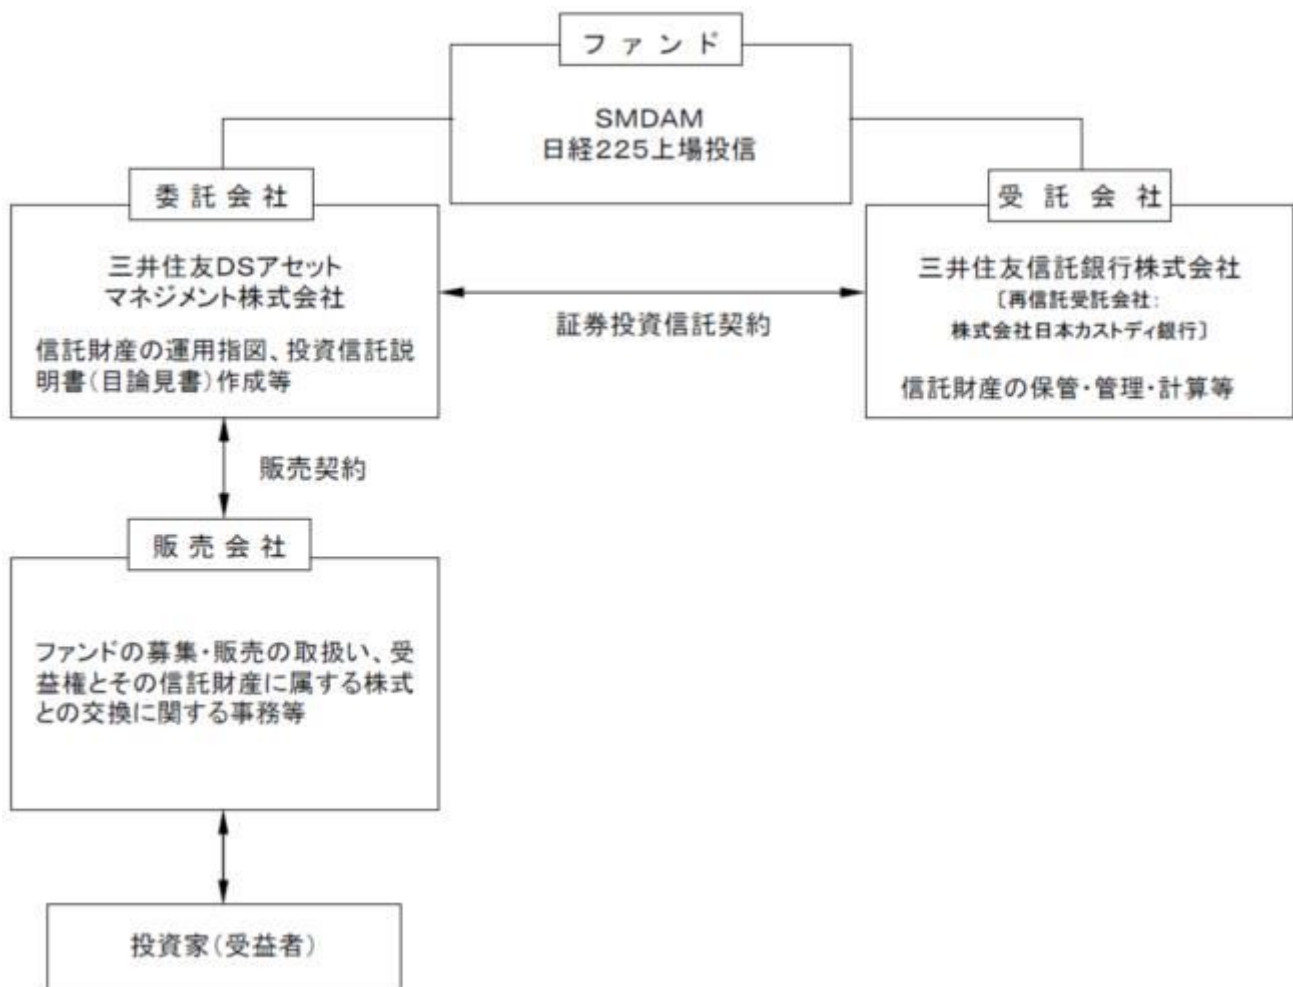 ファンド
SMDAM
日経225上場投信
委託会社
三井住友DSアセット
マネジメント株式会社
信託財産の運用指図、投資信託説
明書(目論見書)作成等
証券投資信託契約
受託会社
三井住友信託銀行株式会社
〔再信託受託会社:
株式会社日本カストディ銀行〕
信託財産の保管・管理・計算等
販売契約
販売会社
ファンドの募集・販売の取扱い、受
益権とその信託財産に属する株式
との交換に関する事務等
投資家(受益者)